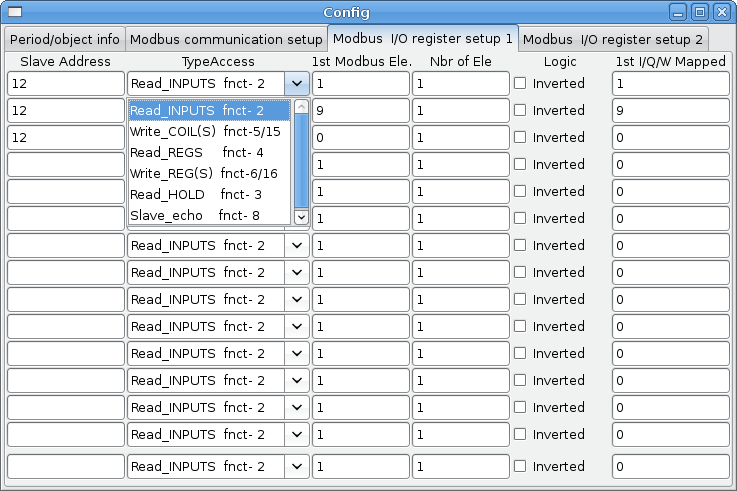 Config
Period/object info Modbus communication setup Modbus I/O register setup 1 Modbus I/O register setup 2
Slave Address TypeAccess 1st Modbus Ele. Nbr of Ele Logic 1st I/Q/W Mapped
12 Read_INPUTS fnct- 2 1 1 Inverted 1
12 Read_INPUTS fnct- 2 9 1 Inverted 9
Write_COIL(S) fnct-5/15
12 0 1 Inverted 0
Read_REGS fnct- 4
1 1 Inverted 0
Write_REG(S) fnct-6/16
Read_HOLD fnct- 3 1 1 Inverted 0
Slave_echo fnct- 8 1 1 Inverted 0
Read_INPUTS fnct- 2 1 1 Inverted 0
Read_INPUTS fnct- 2 1 1 Inverted 0
Read_INPUTS fnct- 2 1 1 Inverted 0
Read_INPUTS fnct- 2 1 1 Inverted 0
Read_INPUTS fnct- 2 1 1 Inverted 0
Read_INPUTS fnct- 2 1 1 Inverted 0
Read_INPUTS fnct- 2 1 1 Inverted 0
Read_INPUTS fnct- 2 1 1 Inverted 0
Read_INPUTS fnct- 2 1 1 Inverted 0